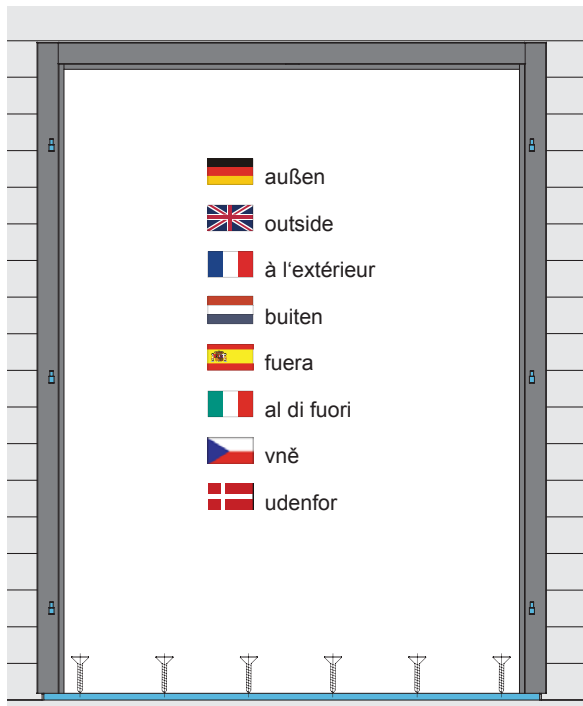 außen
outside
à l‘extérieur
buiten
fuera
al di fuori
vně
udenfor